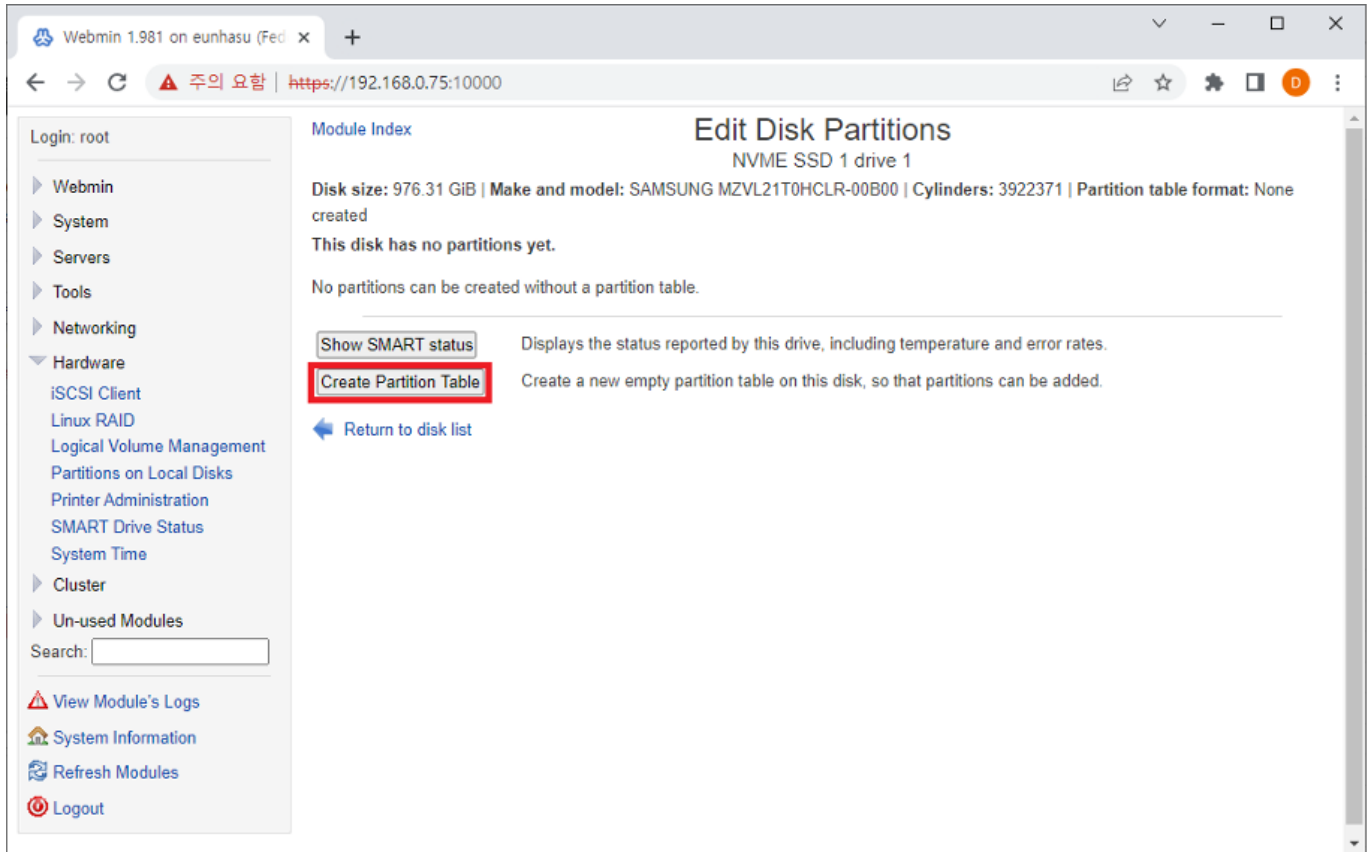 Webmin 1.981 on eunhasu (Fed
주의 요함 | https://192.168.0.75:10000
D
Login: root
Webmin
System
Servers
Tools
Networking
Hardware
iSCSI Client
Linux RAID
Logical Volume Management
Partitions on Local Disks
Printer Administration
SMART Drive Status
System Time
Cluster
Un-used Modules
Search:
View Module's Logs
System Information
Refresh Modules
Logout
Module Index
Edit Disk Partitions
NVME SSD 1 drive 1
Disk size: 976.31 GiB | Make and model: SAMSUNG MZVL21T0HCLR-00B00 | Cylinders: 3922371 | Partition table format: None
created
This disk has no partitions yet.
No partitions can be created without a partition table.
Show SMART status Displays the status reported by this drive, including temperature and error rates.
Create Partition Table Create a new empty partition table on this disk, so that partitions can be added.
Return to disk list